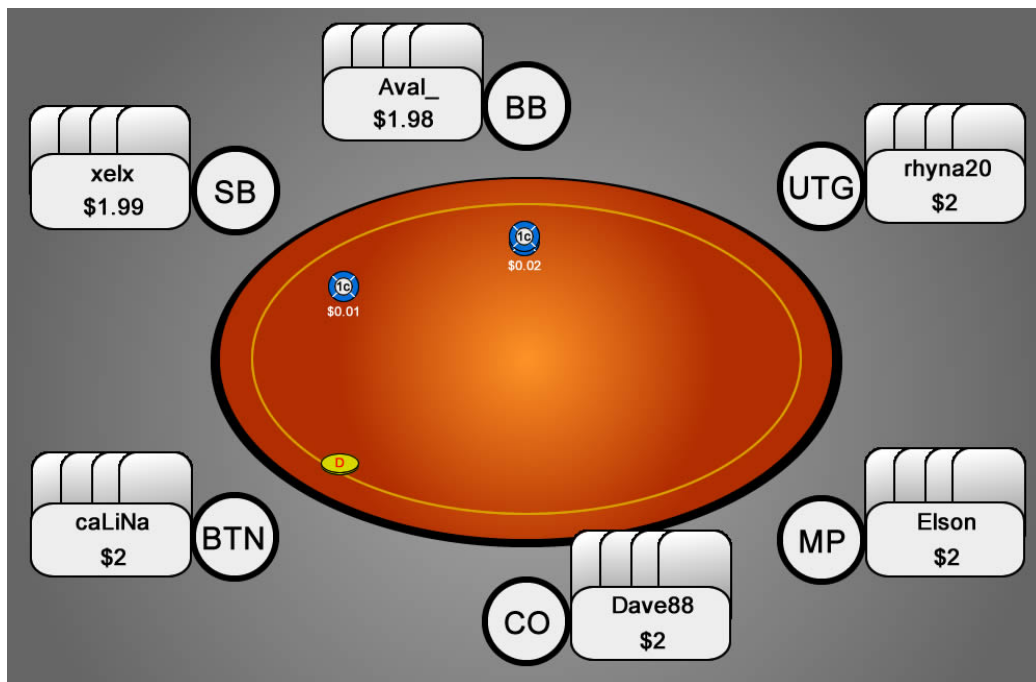 Aval_
$1.98
BB
xelx
$1.99
SB
rhyna20
$2
UTG
1c
$0.02
1c
$0.01
D
caLiNa
$2
BTN
Elson
$2
MP
Dave88
$2
CO